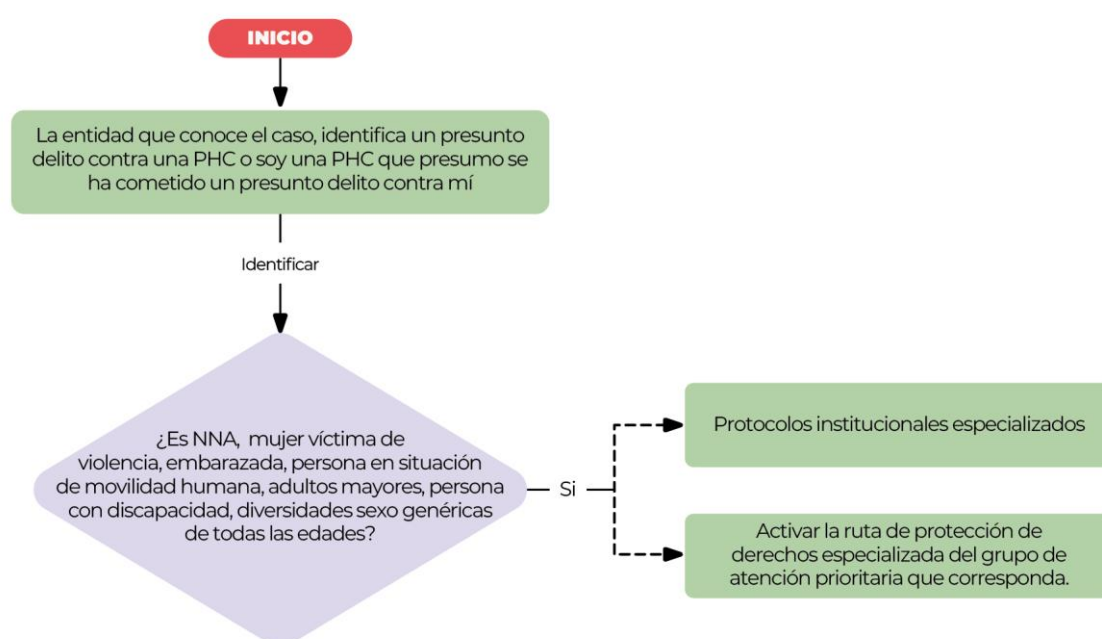 INICIO
La entidad que conoce el caso, identifica un presunto
delito contra una PHC o soy una PHC que presumo se
ha cometido un presunto delito contra mí
Identificar
¿Es NNA, mujer víctima de
violencia, embarazada, persona en situación
de movilidad humana, adultos mayores, persona
con discapacidad, diversidades sexo genéricas
de todas las edades?
Si
Protocolos institucionales especializados
Activar la ruta de protección de
derechos especializada del grupo de
atención prioritaria que corresponda.